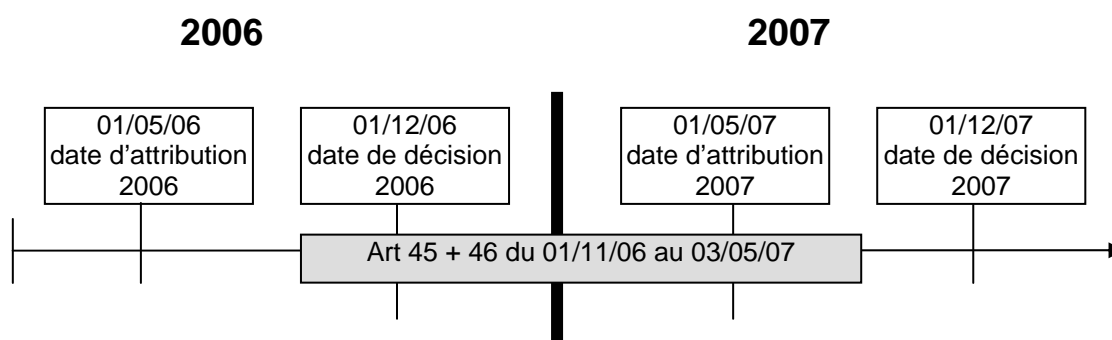 2006
2007
01/05/06
date d'attribution
2006
01/12/06
date de décision
2006
01/05/07
date d'attribution
2007
01/12/07
date de décision
2007
Art 45 + 46 du 01/11/06 au 03/05/07